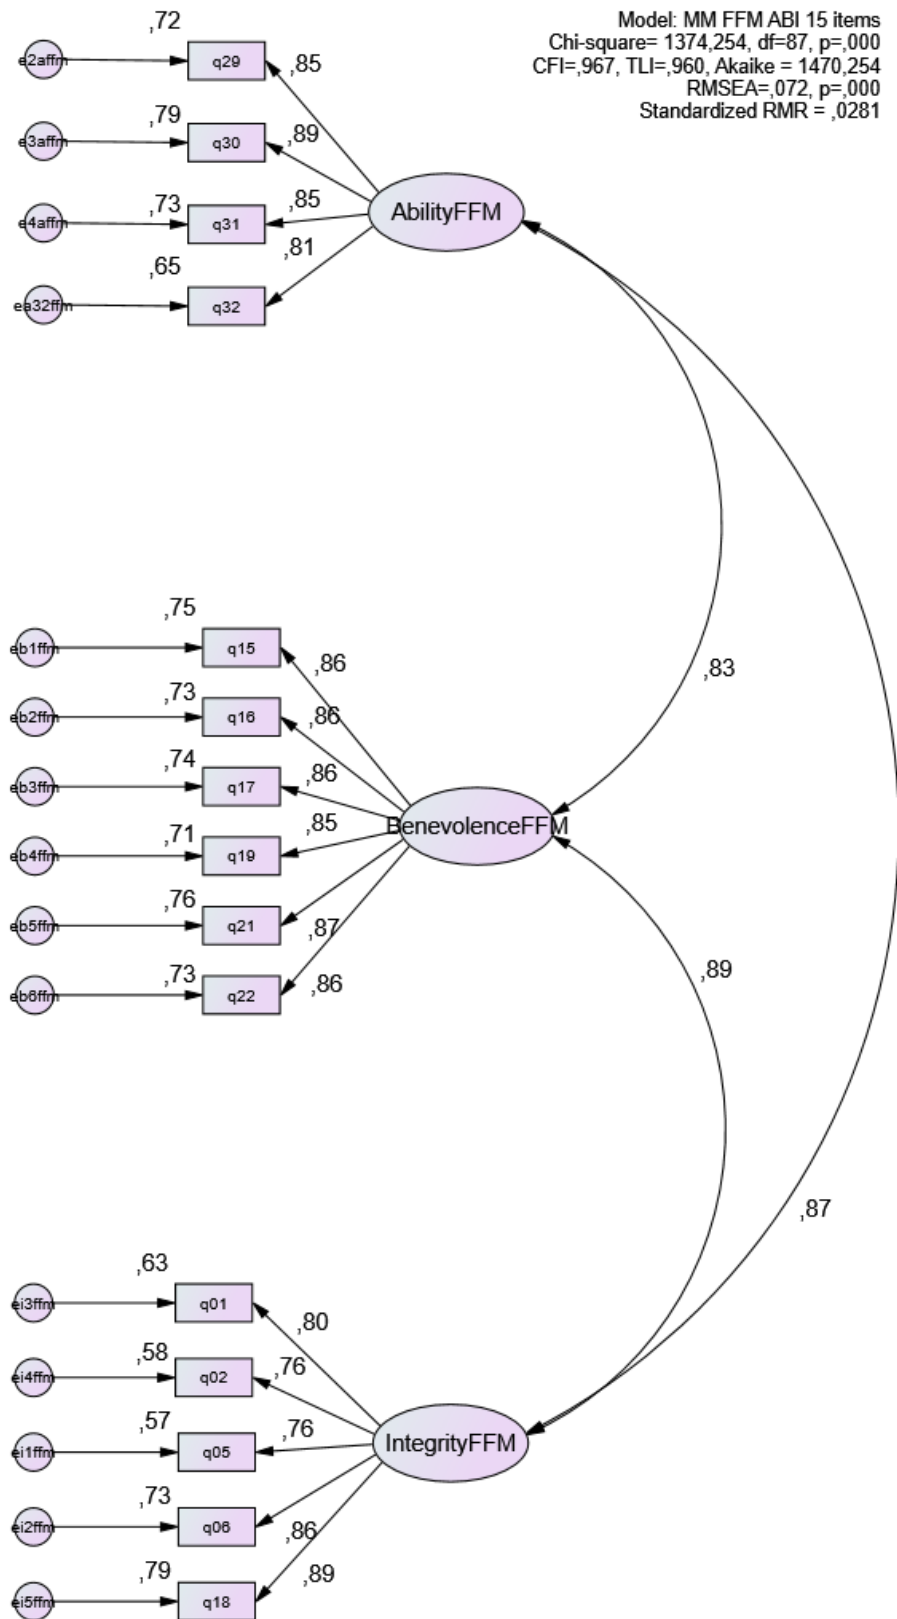 Model: MM FFM ABI 15 items
Chi-square= 1374,254, df=87, p=,000
CFI=,967, TLI=,960, Akaike = 1470,254
RMSEA=,072, p=,000
Standardized RMR = ,0281
,72
e2affm q29 ,85
,79
e3affm q30 ,89
,73 ,85
e4affm q31
AbilityFFM
,65 ,81
ea32ffm q32
,83
,75
eb1ffm q15 ,86
,73
eb2ffm q16 ,86
,74
eb3ffm q17 ,86
,71 ,85
BenevolenceFFM
eb4ffm q19
,76
eb5ffm q21 ,87
,73
eb6ffm q22 ,86
,89
,87
,63
ei3ffm q01 ,80
,58 ,76
ei4ffm q02
,57 ,76
IntegrityFFM
ei1ffm q05
,73
ei2ffm q06 ,86
,79 ,89
ei5ffm q18